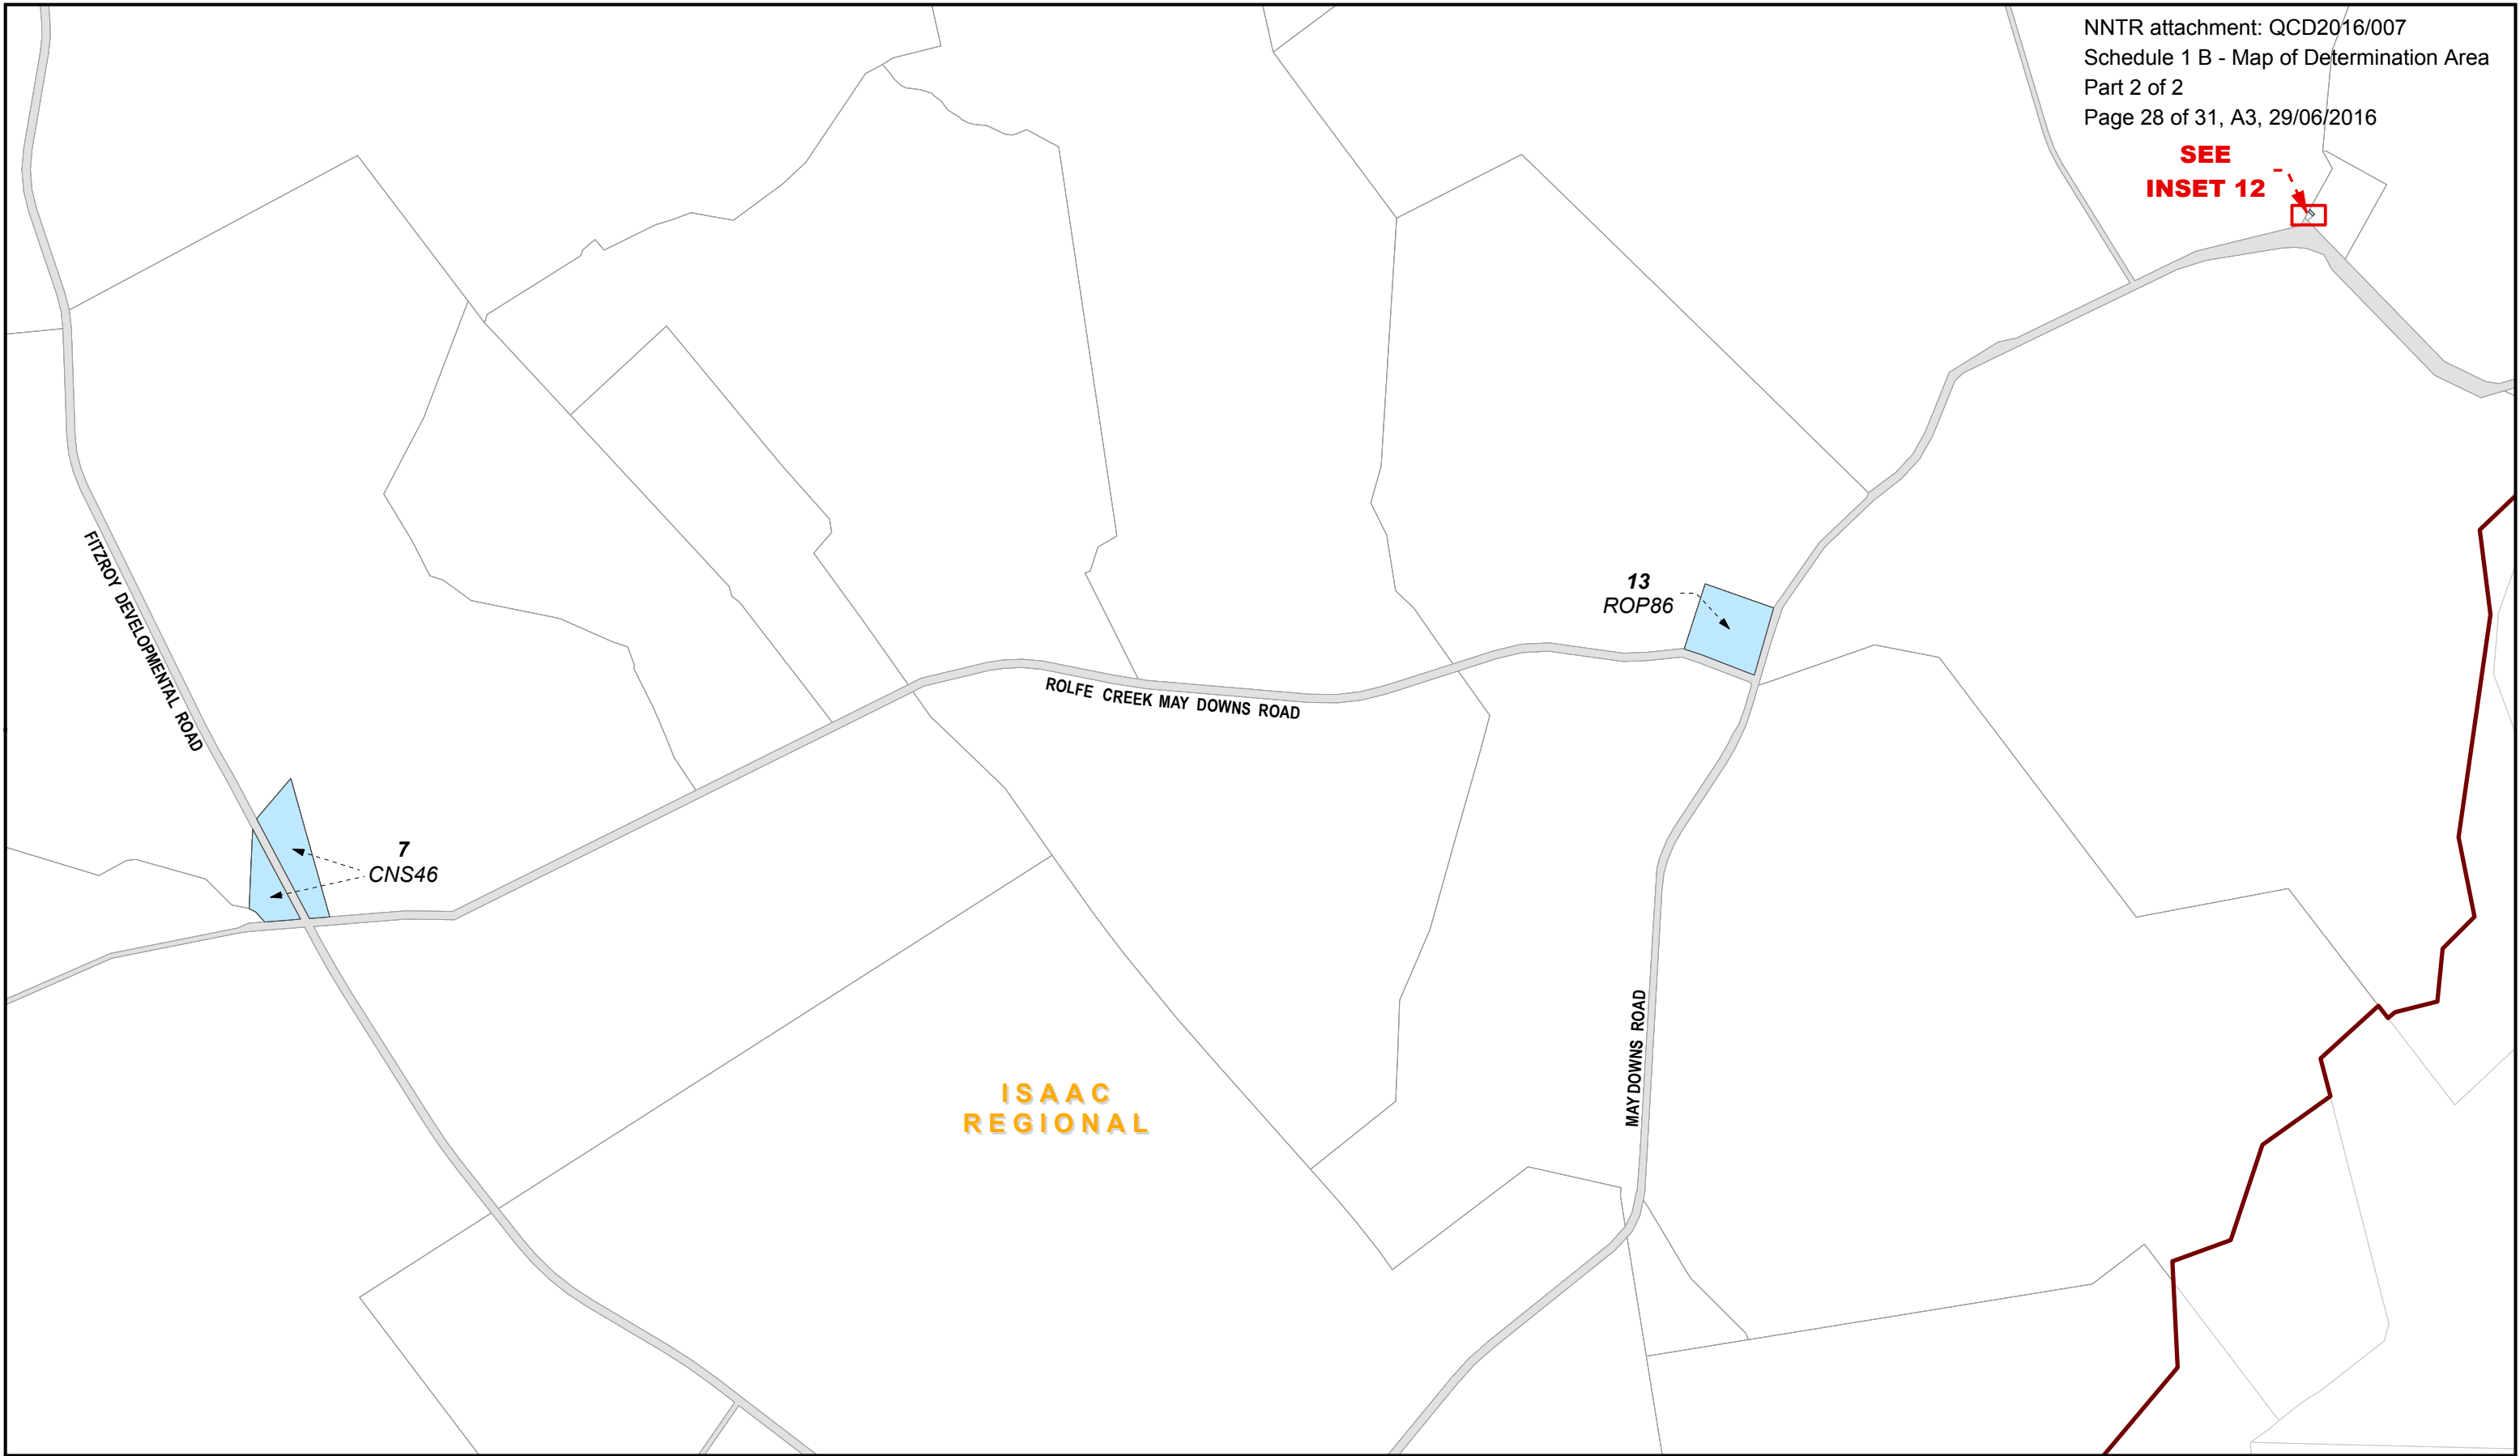 NNTR attachment: QCD2016/007
Schedule 1 B - Map of Determination Area
Part 2 of 2
Page 28 of 31, A3, 29/06/2016
SEE
INSET 12
FITZROY DEVELOPMENTAL ROAD
13
ROP86
ROLFE CREEK MAY DOWNS ROAD
7
CNS46
MAY DOWNS ROAD
ISAAC
REGIONAL